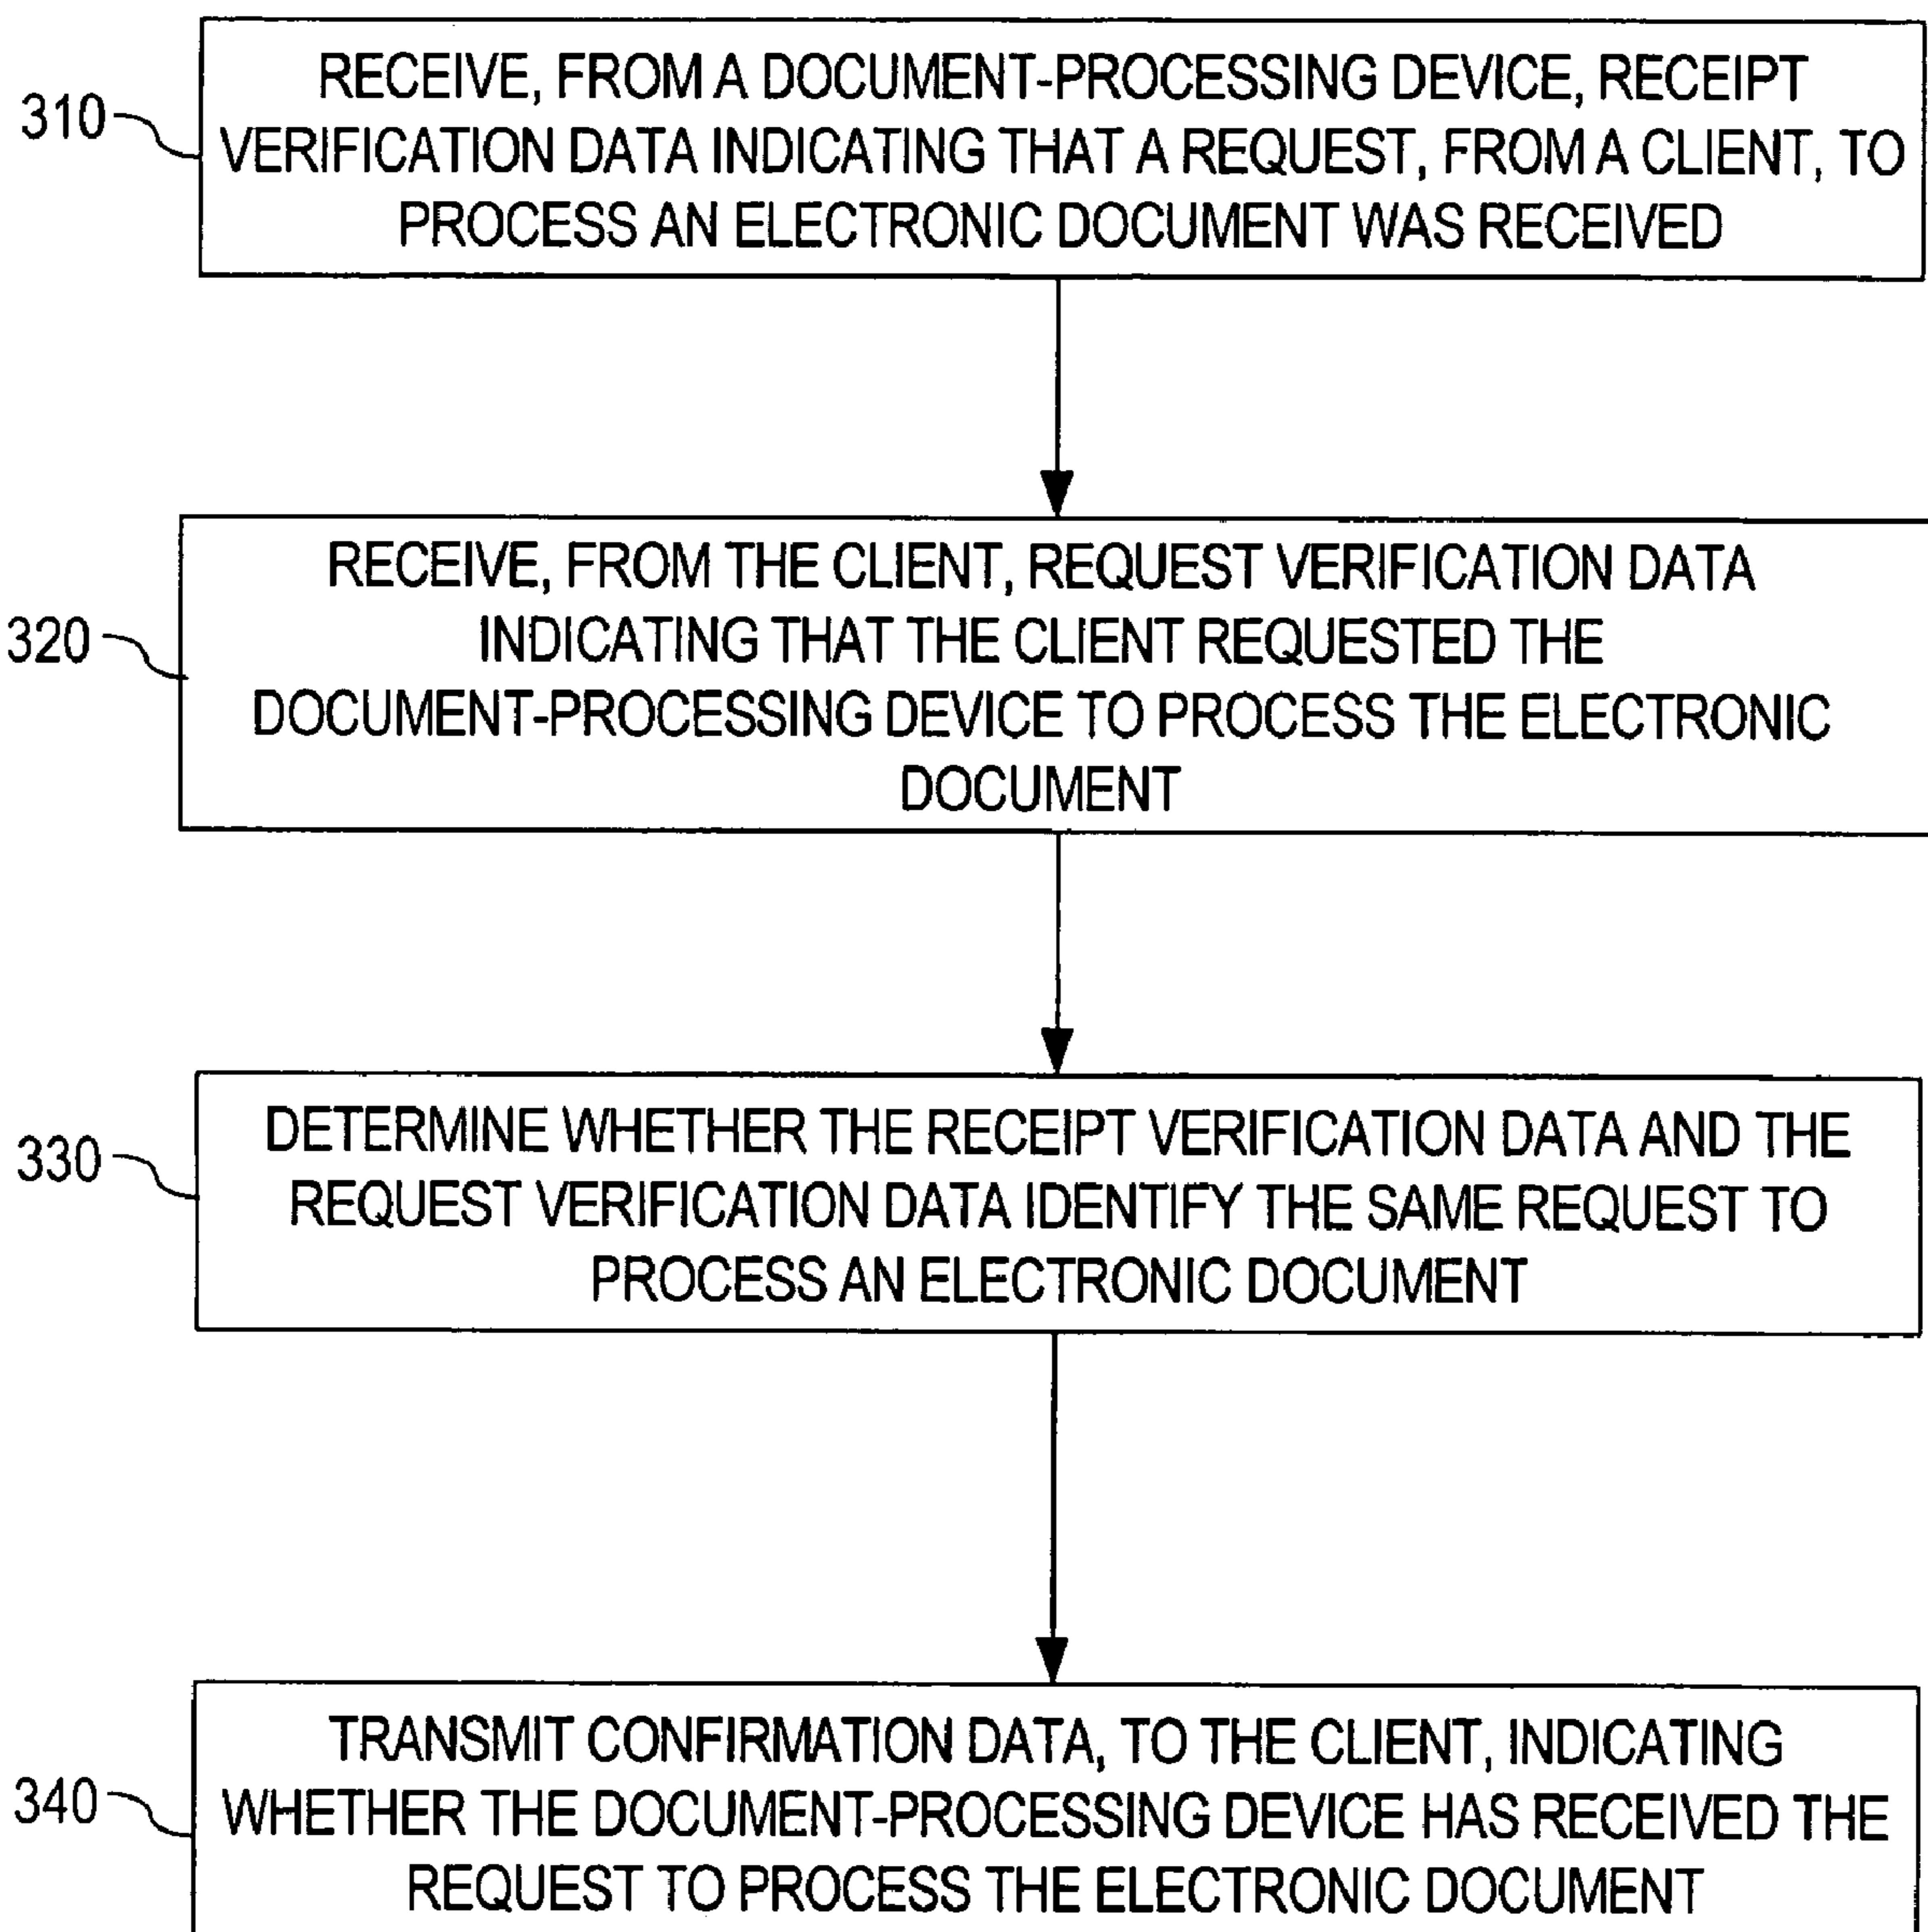 310
RECEIVE, FROM A DOCUMENT-PROCESSING DEVICE, RECEIPT
VERIFICATION DATA INDICATING THAT A REQUEST, FROM A CLIENT, TO
PROCESS AN ELECTRONIC DOCUMENT WAS RECEIVED
320
RECEIVE, FROM THE CLIENT, REQUEST VERIFICATION DATA
INDICATING THAT THE CLIENT REQUESTED THE
DOCUMENT-PROCESSING DEVICE TO PROCESS THE ELECTRONIC
DOCUMENT
330
DETERMINE WHETHER THE RECEIPT VERIFICATION DATA AND THE
REQUEST VERIFICATION DATA IDENTIFY THE SAME REQUEST TO
PROCESS AN ELECTRONIC DOCUMENT
340
TRANSMIT CONFIRMATION DATA, TO THE CLIENT, INDICATING
WHETHER THE DOCUMENT-PROCESSING DEVICE HAS RECEIVED THE
REQUEST TO PROCESS THE ELECTRONIC DOCUMENT